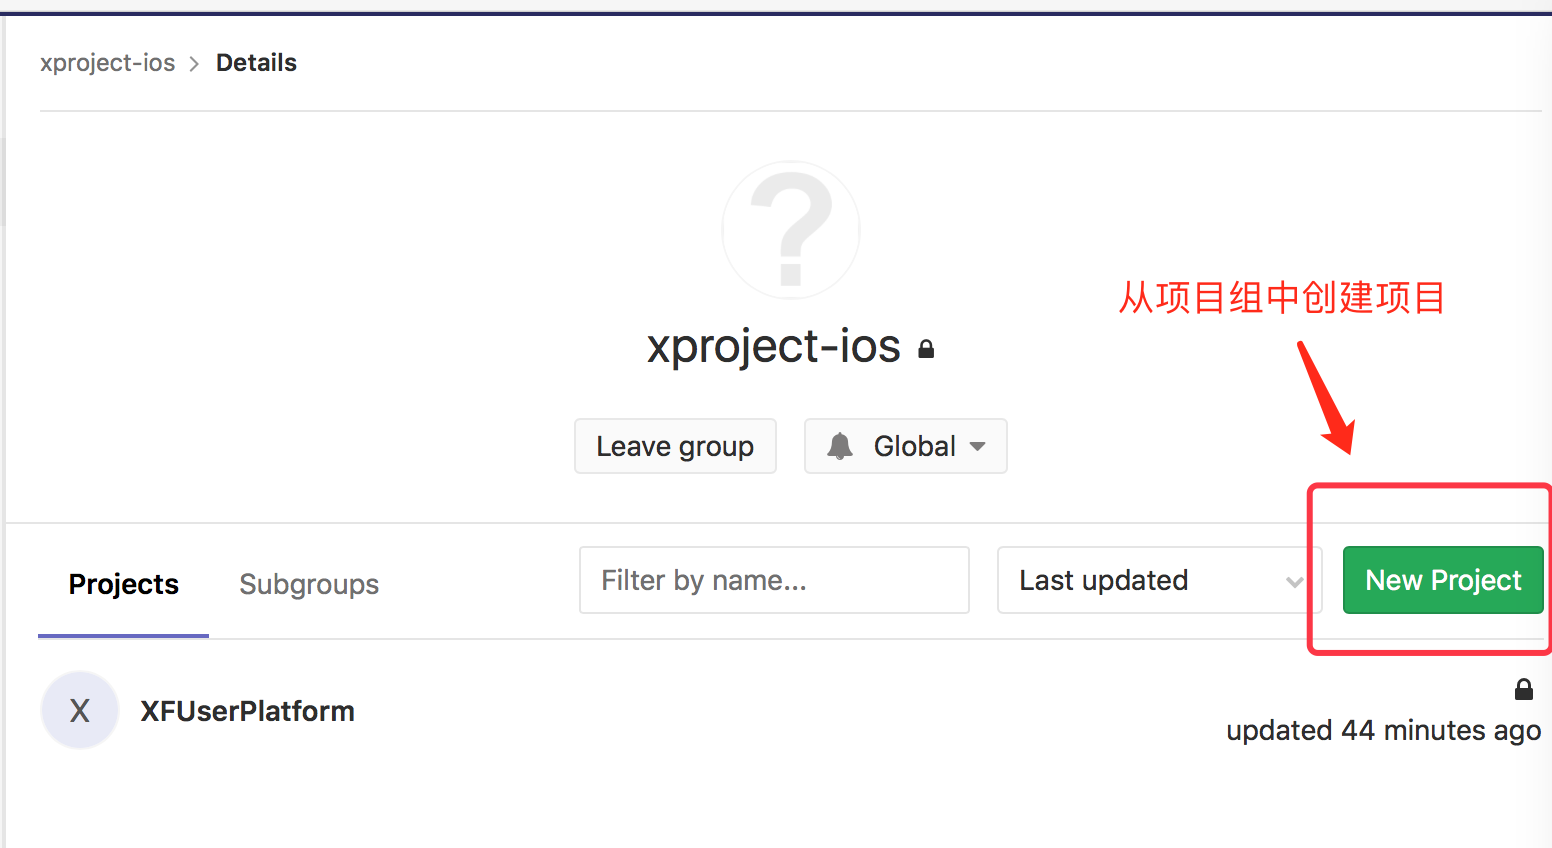 xproject-ios > Details
?
xproject-ios
从项目组中创建项目
Leave group
Global
Projects
Subgroups
Filter by name...
Last updated
New Project
X
XFUserPlatform
updated 44 minutes ago